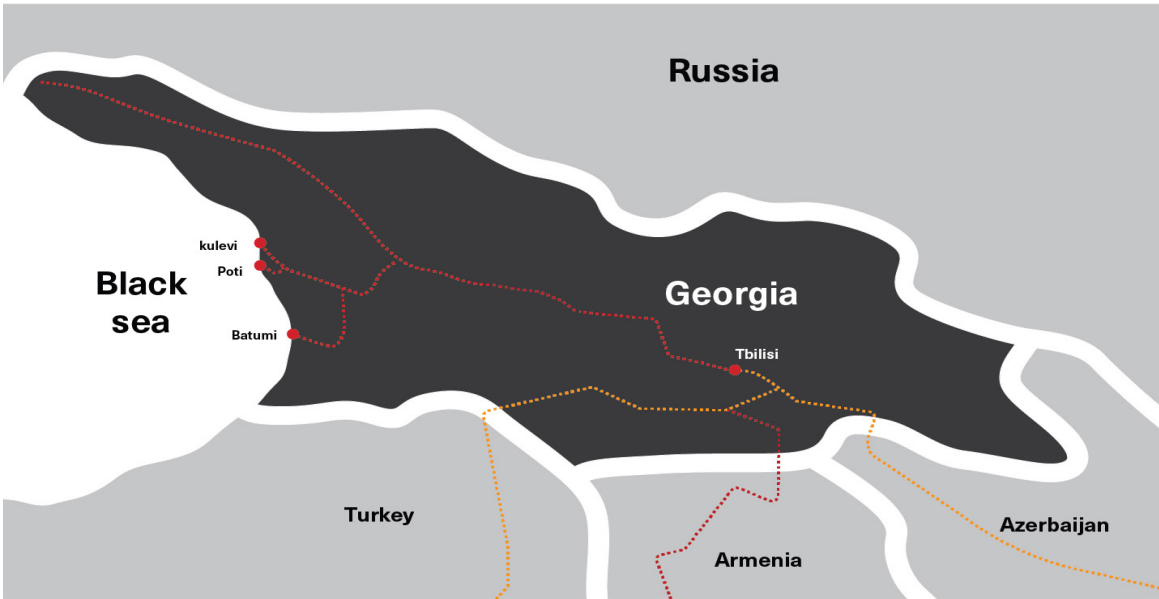 Russia
kulevi
Poti
Black
sea
Georgia
Batumi
Tbilisi
Turkey
Azerbaijan
Armenia